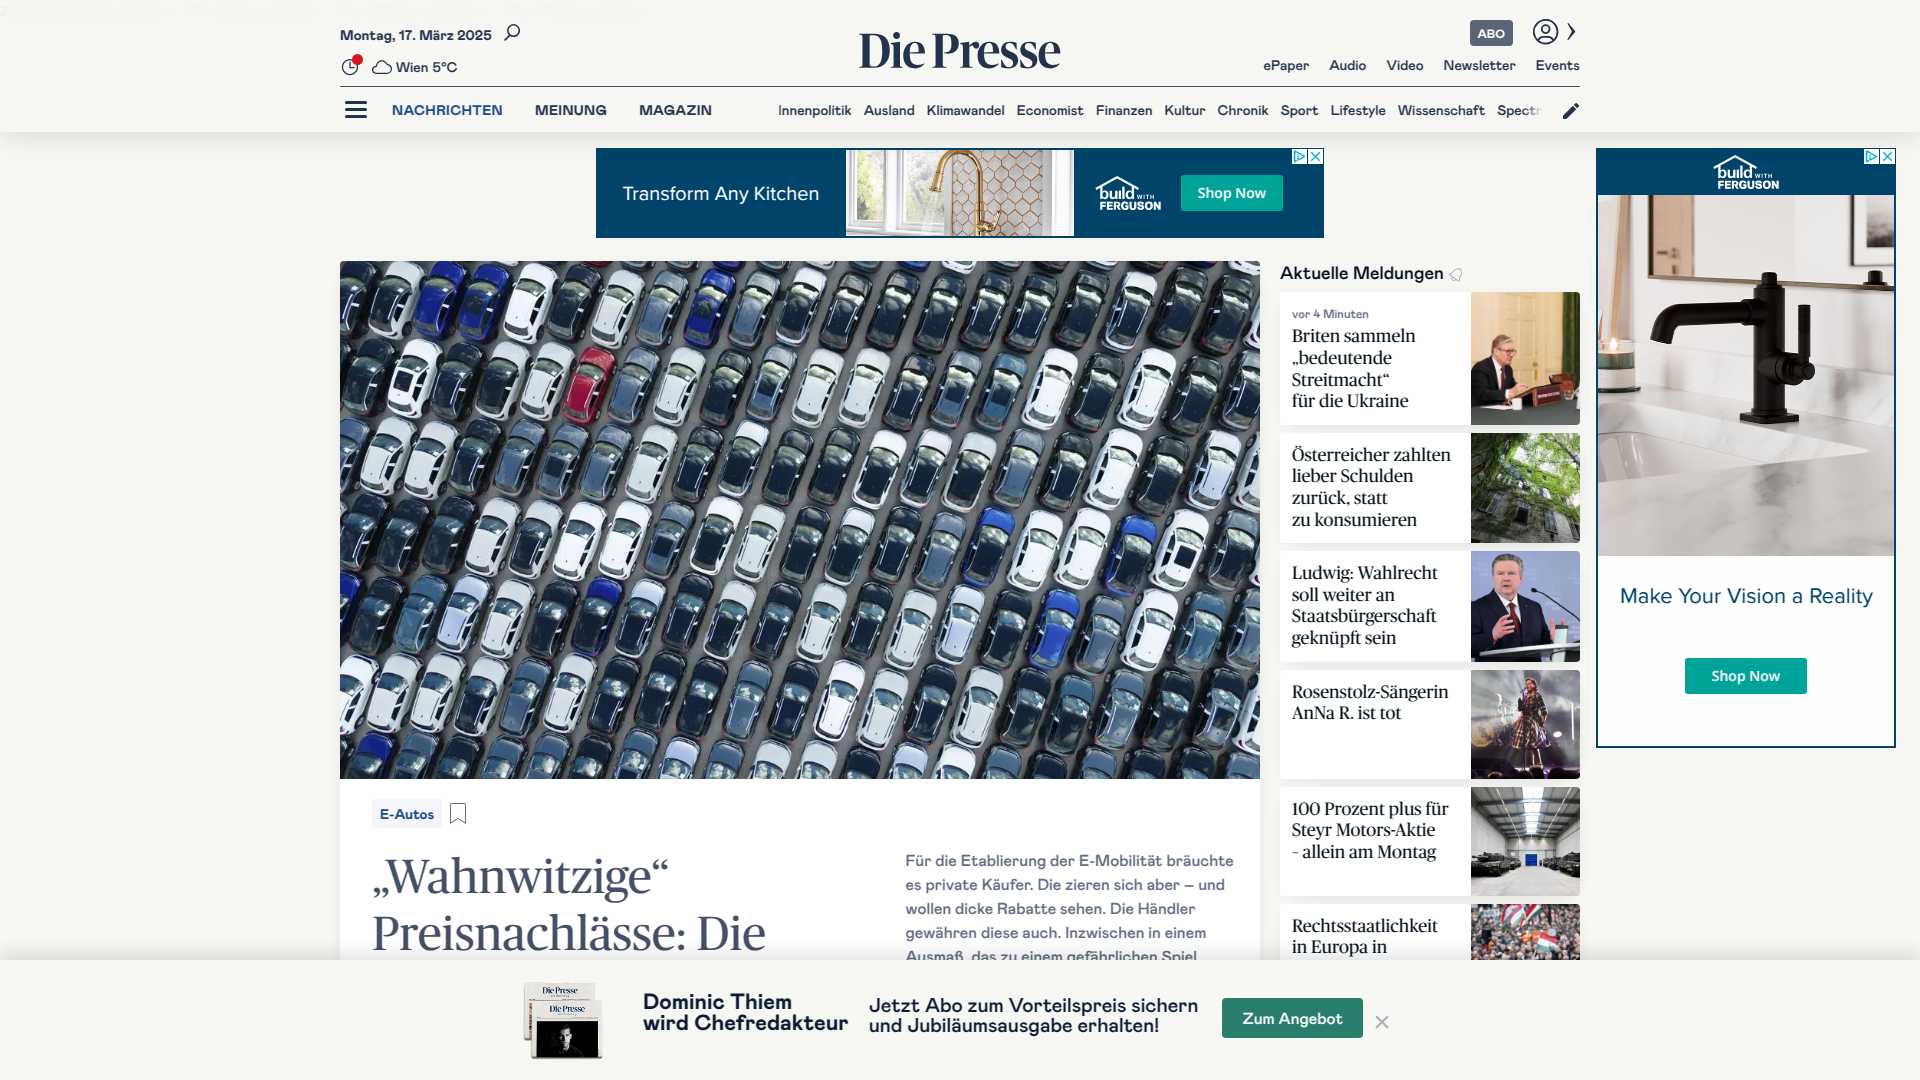 Montag, 17. März 2025
Wien 5°C
Die Presse
ABO
ePaper Audio Video Newsletter Events
NACHRICHTEN MEINUNG MAGAZIN
Innenpolitik Ausland Klimawandel Economist Finanzen Kultur Chronik Sport Lifestyle Wissenschaft Spectr
Transform Any Kitchen
build WITH
FERGUSON
Shop Now
build WITH
FERGUSON
Make Your Vision a Reality
Shop Now
Aktuelle Meldungen
vor 4 Minuten
Briten sammeln
„bedeutende
Streitmacht“
für die Ukraine
Österreicher zahlten
lieber Schulden
zurück, statt
zu konsumieren
Ludwig: Wahlrecht
soll weiter an
Staatsbürgerschaft
geknüpft sein
Rosenstolz-Sängerin
AnNa R. ist tot
100 Prozent plus für
Steyr Motors-Aktie
– allein am Montag
Rechtsstaatlichkeit
in Europa in
E-Autos
„Wahnwitzige“
Preisnachlässe: Die
Für die Etablierung der E-Mobilität bräuchte
es private Käufer. Die zieren sich aber – und
wollen dicke Rabatte sehen. Die Händler
gewähren diese auch. Inzwischen in einem
Ausmaß, das zu einem gefährlichen Spiel
Die Presse
Die Presse
Dominic Thiem
wird Chefredakteur
Jetzt Abo zum Vorteilspreis sichern
und Jubiläumsausgabe erhalten!
Zum Angebot